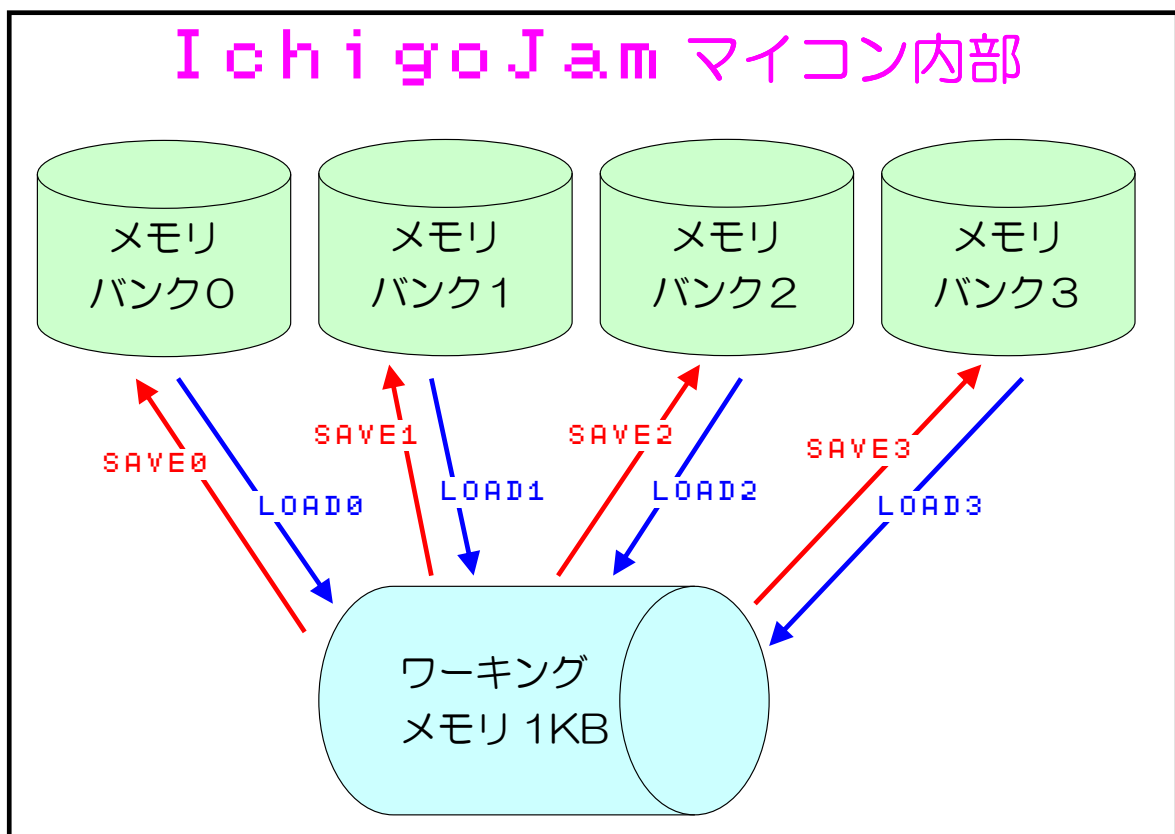 IchigoJam マイコン内部
メモリ
バンク０
メモリ
バンク１
メモリ
バンク２
メモリ
バンク３
SAVE0
LOAD0
SAVE1
LOAD1
SAVE2
LOAD2
SAVE3
LOAD3
ワーキング
メモリ 1KB